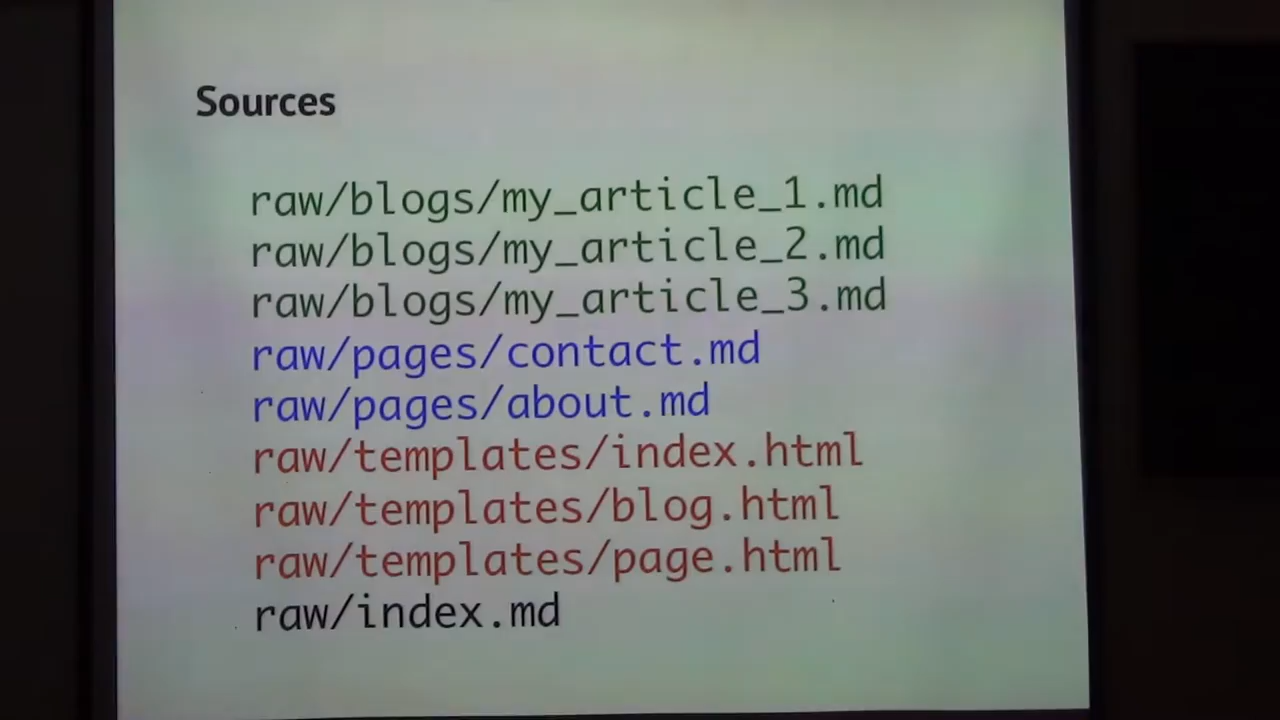 Sources
raw/blogs/my_article_1.md
raw/blogs/my_article_2.md
raw/blogs/my_article_3.md
raw/pages/contact.md
raw/pages/about.md
raw/templates/index.html
raw/templates/blog.html
raw/templates/page.html
raw/index.md